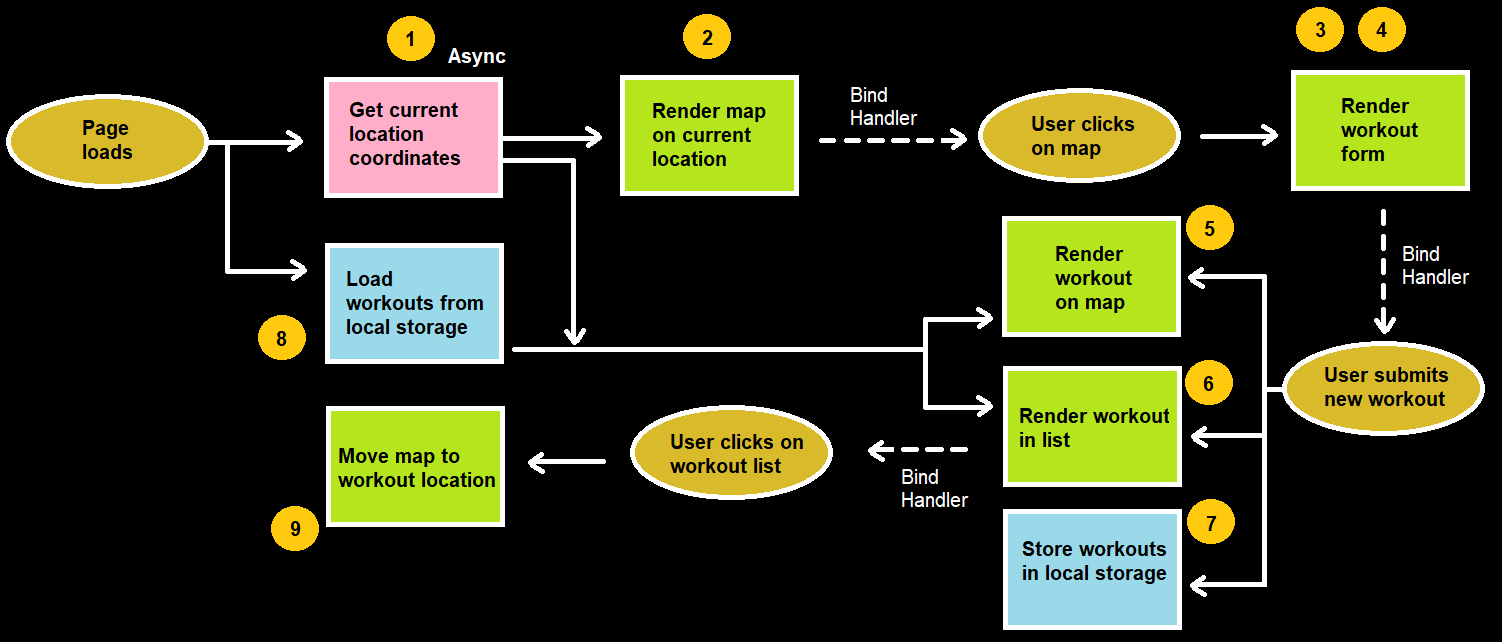 1
Async
2
3
4
Page
loads
Get current
location
coordinates
Render map
on current
location
Bind
Handler
User clicks
on map
Render
workout
form
5
Bind
Handler
Render
workout
on map
Load
workouts from
local storage
8
6
User submits
new workout
Render workout
in list
User clicks on
workout list
Move map to
workout location
Bind
Handler
9
7
Store workouts
in local storage